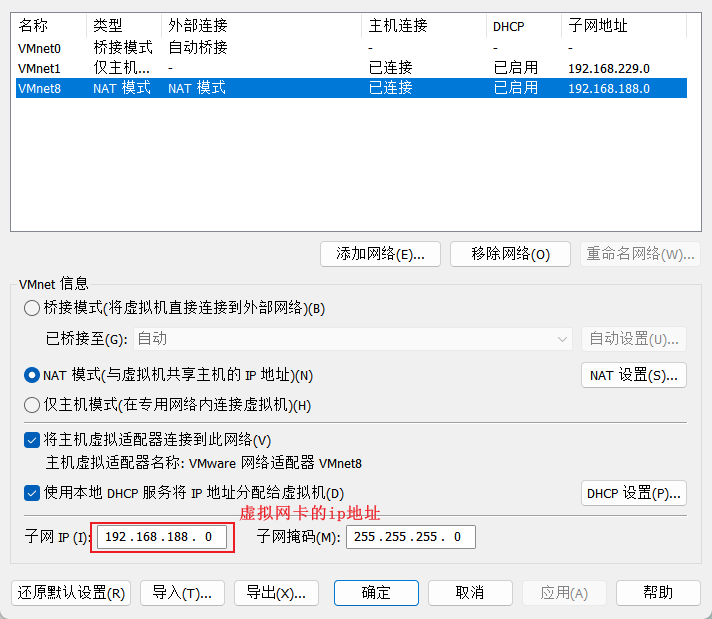 名称 类型 外部连接 主机连接 DHCP 子网地址
VMnet0 桥接模式 自动桥接 - - -
VMnet1 仅主机... - 已连接 已启用 192.168.229.0
VMnet8 NAT 模式 NAT 模式 已连接 已启用 192.168.188.0
添加网络(E)... 移除网络(O) 重命名网络(W)...
VMnet 信息
桥接模式(将虚拟机直接连接到外部网络)(B)
已桥接至(G): 自动 自动设置(U)...
NAT 模式(与虚拟机共享主机的 IP 地址)(N) NAT 设置(S)...
仅主机模式(在专用网络内连接虚拟机)(H)
将主机虚拟适配器连接到此网络(V)
主机虚拟适配器名称: VMware 网络适配器 VMnet8
使用本地 DHCP 服务将 IP 地址分配给虚拟机(D) DHCP 设置(P)...
虚拟网卡的ip地址
子网 IP (I): 192.168.188. 0 子网掩码(M): 255.255.255. 0
还原默认设置(R) 导入(T)... 导出(X)... 确定 取消 应用(A) 帮助